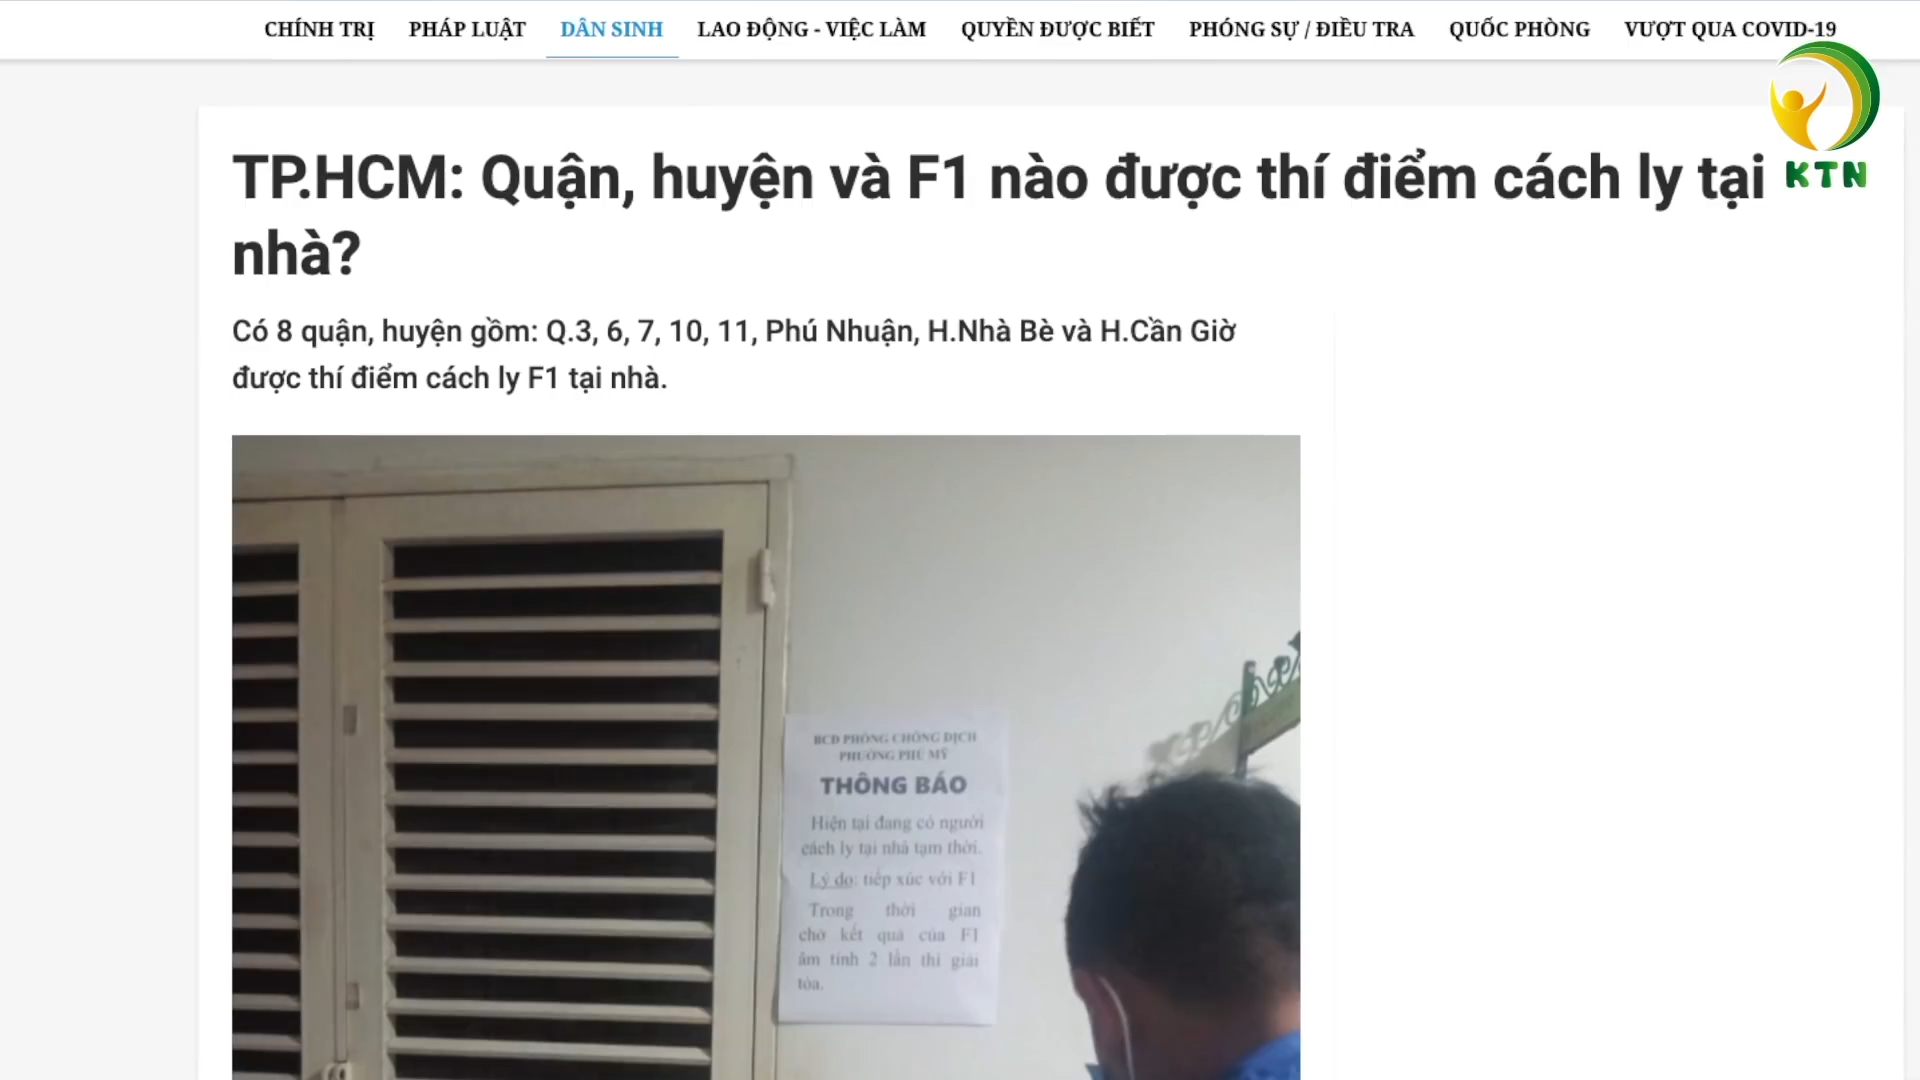 CHÍNH TRỊ PHÁP LUẬT DÂN SINH LAO ĐỘNG - VIỆC LÀM QUYỀN ĐƯỢC BIẾT PHÓNG SỰ / ĐIỀU TRA QUỐC PHÒNG VƯỢT QUA COVID-19
KTN
TP.HCM: Quận, huyện và F1 nào được thí điểm cách ly tại
nhà?
Có 8 quận, huyện gồm: Q.3, 6, 7, 10, 11, Phú Nhuận, H.Nhà Bè và H.Cần Giờ
được thí điểm cách ly F1 tại nhà.
BCĐ PHÒNG CHỐNG DỊCH
PHƯỜNG PHÚ MỸ
THÔNG BÁO
Hiện tại đang có người
cách ly tại nhà tạm thời.
Lý do: tiếp xúc với F1
Trong thời gian
chờ kết quả của F1
âm tính 2 lần thì giải
tỏa.